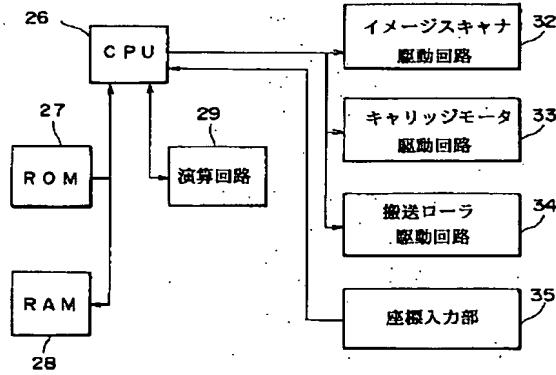 26
CPU
27
ROM
RAM
28
29
演算回路
イメージスキャナ
駆動回路
32
キャリッジモータ
駆動回路
33
搬送ローラ
駆動回路
34
座標入力部
35